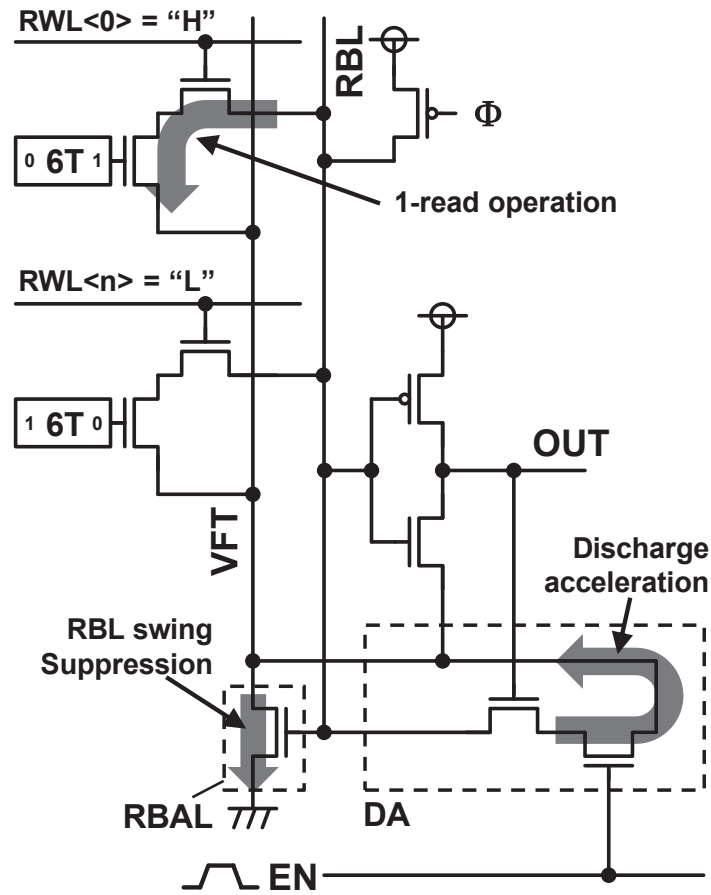 RWL<0> = “H”
RBL
Φ
0 6T 1
1-read operation
RWL<n> = “L”
1 6T 0
OUT
VFT
Discharge
acceleration
RBL swing
Suppression
RBAL
DA
EN